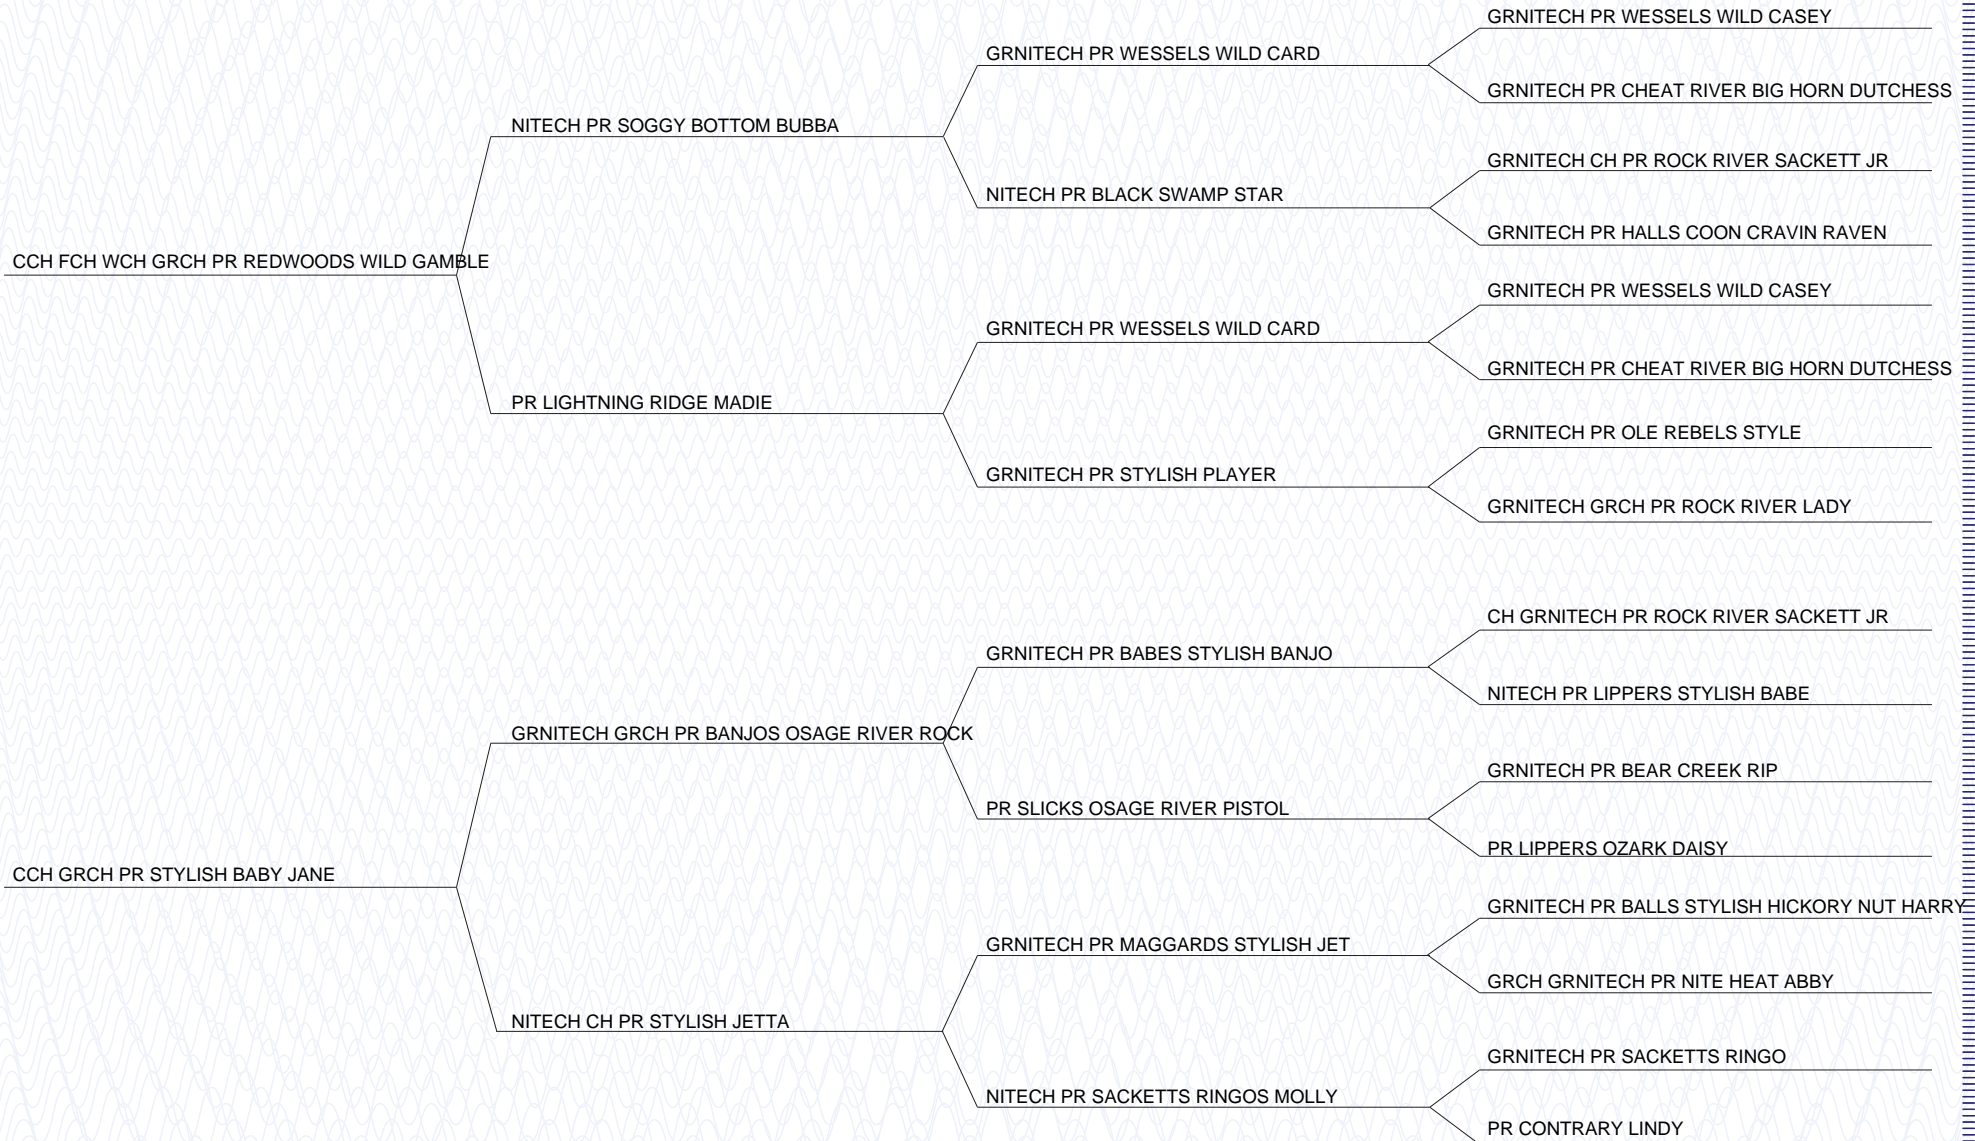 GRNITECH PR WESSELS WILD CASEY
GRNITECH PR WESSELS WILD CARD
GRNITECH PR CHEAT RIVER BIG HORN DUTCHESS
NITECH PR SOGGY BOTTOM BUBBA
GRNITECH CH PR ROCK RIVER SACKETT JR
NITECH PR BLACK SWAMP STAR
GRNITECH PR HALLS COON CRAVIN RAVEN
CCH FCH WCH GRCH PR REDWOODS WILD GAMBLE
GRNITECH PR WESSELS WILD CASEY
GRNITECH PR WESSELS WILD CARD
GRNITECH PR CHEAT RIVER BIG HORN DUTCHESS
PR LIGHTNING RIDGE MADIE
GRNITECH PR OLE REBELS STYLE
GRNITECH PR STYLISH PLAYER
GRNITECH GRCH PR ROCK RIVER LADY
CH GRNITECH PR ROCK RIVER SACKETT JR
GRNITECH PR BABES STYLISH BANJO
NITECH PR LIPPERS STYLISH BABE
GRNITECH GRCH PR BANJOS OSAGE RIVER ROCK
GRNITECH PR BEAR CREEK RIP
PR SLICKS OSAGE RIVER PISTOL
PR LIPPERS OZARK DAISY
CCH GRCH PR STYLISH BABY JANE
GRNITECH PR BALLS STYLISH HICKORY NUT HARRY
GRNITECH PR MAGGARDS STYLISH JET
GRCH GRNITECH PR NITE HEAT ABBY
NITECH CH PR STYLISH JETTA
GRNITECH PR SACKETTS RINGO
NITECH PR SACKETTS RINGOS MOLLY
PR CONTRARY LINDY